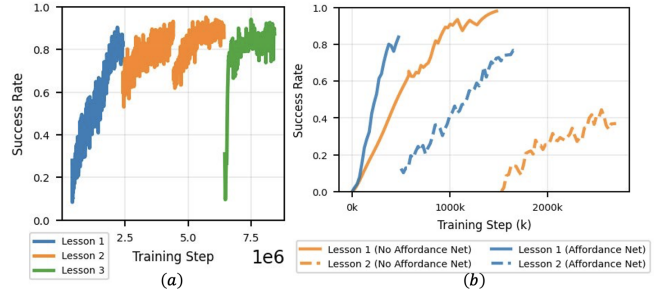 1.0
0.8
0.6
0.4
0.2
0.0
Success Rate
2.5
5.0
7.5
Training Step
1e6
Lesson 1
Lesson 2
Lesson 3
(a)
1.0
0.8
0.6
0.4
0.2
0.0
Success Rate
0k
1000k
2000k
Training Step (k)
Lesson 1 (No Affordance Net)
Lesson 1 (Affordance Net)
Lesson 2 (No Affordance Net)
Lesson 2 (Affordance Net)
(b)